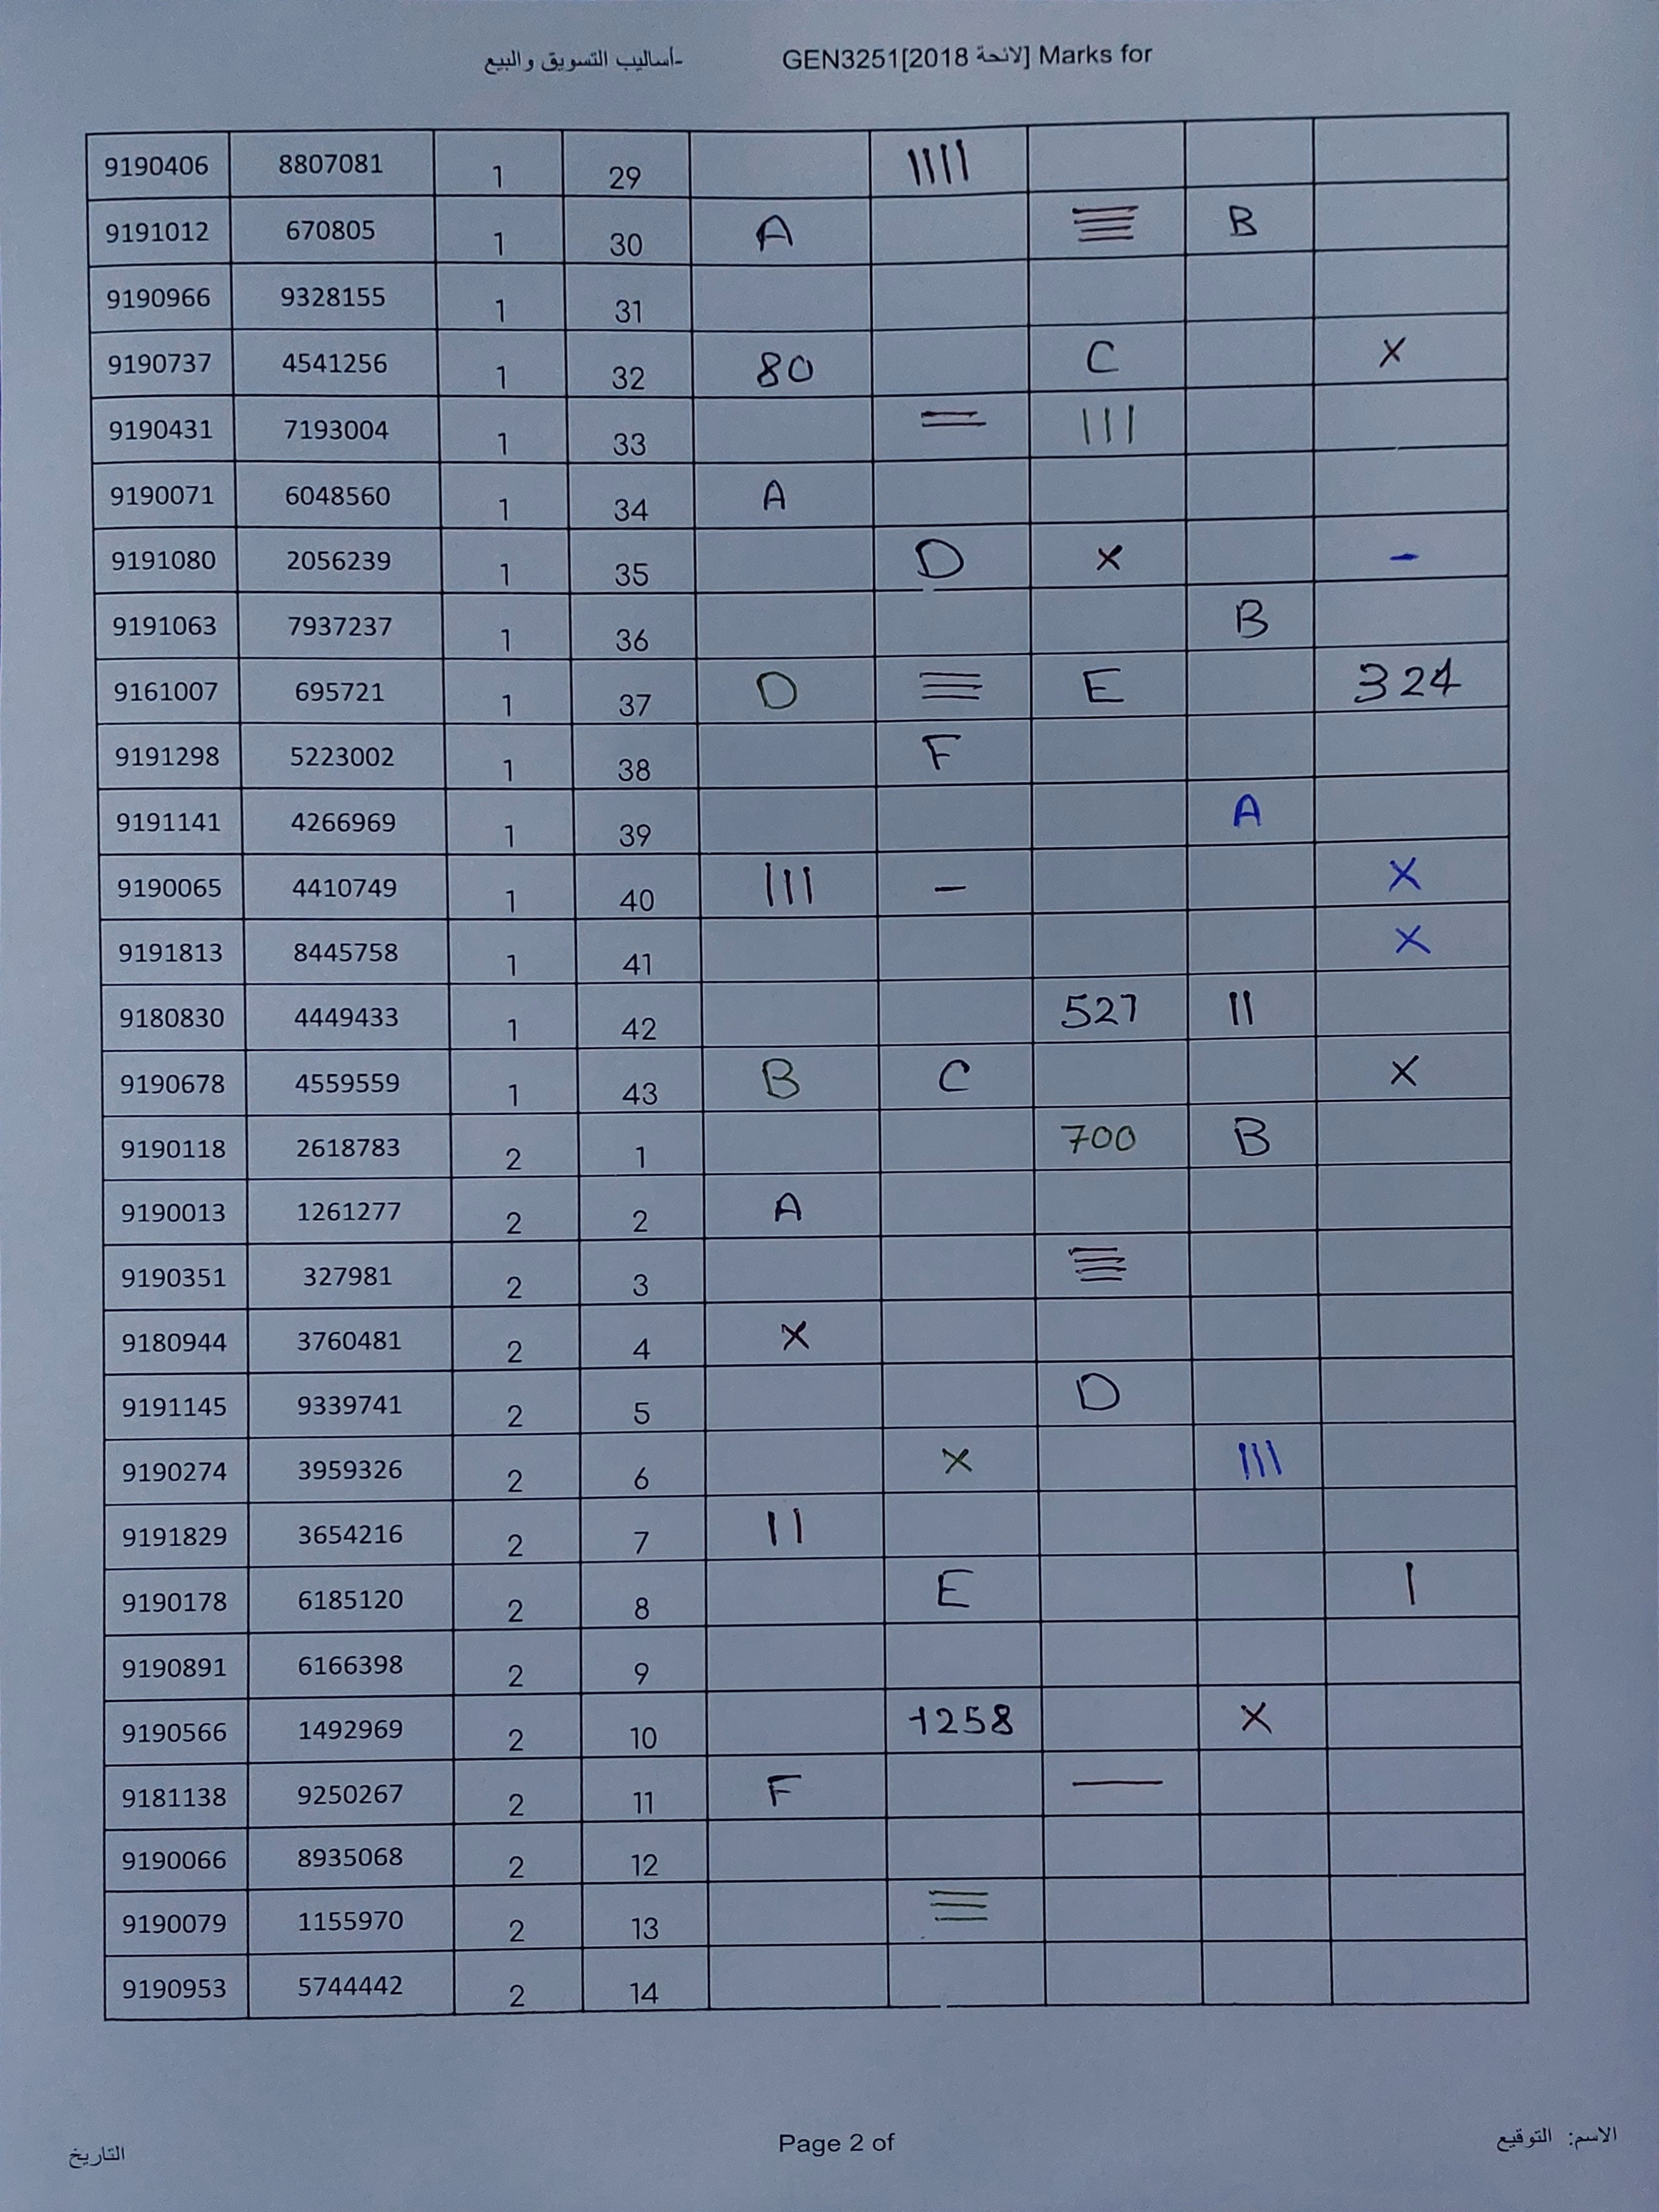 GEN3251[لائحة 2018] Marks for -أساليب التسويق والبيع
9190406 8807081 1 29 ||||
9191012 670805 1 30 A ≡ B
9190966 9328155 1 31
9190737 4541256 1 32 80 C X
9190431 7193004 1 33 = |||
9190071 6048560 1 34 A
9191080 2056239 1 35 D X -
9191063 7937237 1 36 B
9161007 695721 1 37 D ≡ E 324
9191298 5223002 1 38 F
9191141 4266969 1 39 A
9190065 4410749 1 40 ||| - X
9191813 8445758 1 41 X
9180830 4449433 1 42 527 ||
9190678 4559559 1 43 B C X
9190118 2618783 2 1 700 B
9190013 1261277 2 2 A
9190351 327981 2 3 ≡
9180944 3760481 2 4 X
9191145 9339741 2 5 D
9190274 3959326 2 6 X |||
9191829 3654216 2 7 ||
9190178 6185120 2 8 E |
9190891 6166398 2 9
9190566 1492969 2 10 1258 X
9181138 9250267 2 11 F —
9190066 8935068 2 12
9190079 1155970 2 13 ≡
9190953 5744442 2 14
الاسم: التوقيع
Page 2 of
التاريخ